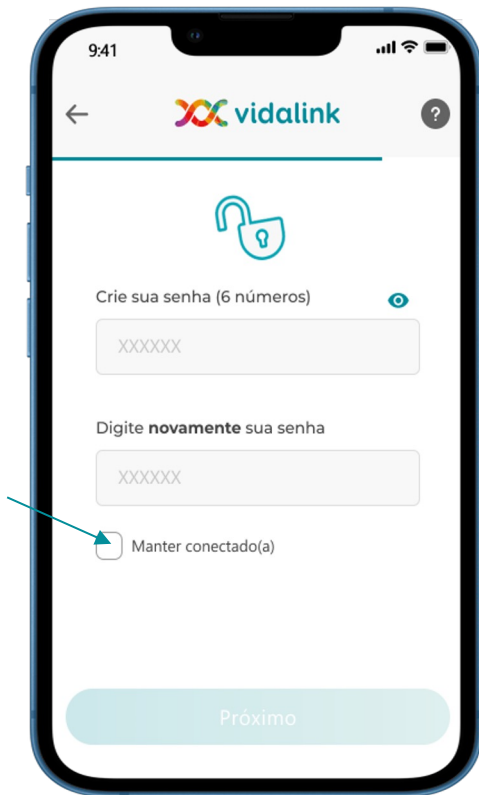 9:41
vidalink
?
Crie sua senha (6 números)
XXXXXX
Digite novamente sua senha
XXXXXX
Manter conectado(a)
Próximo